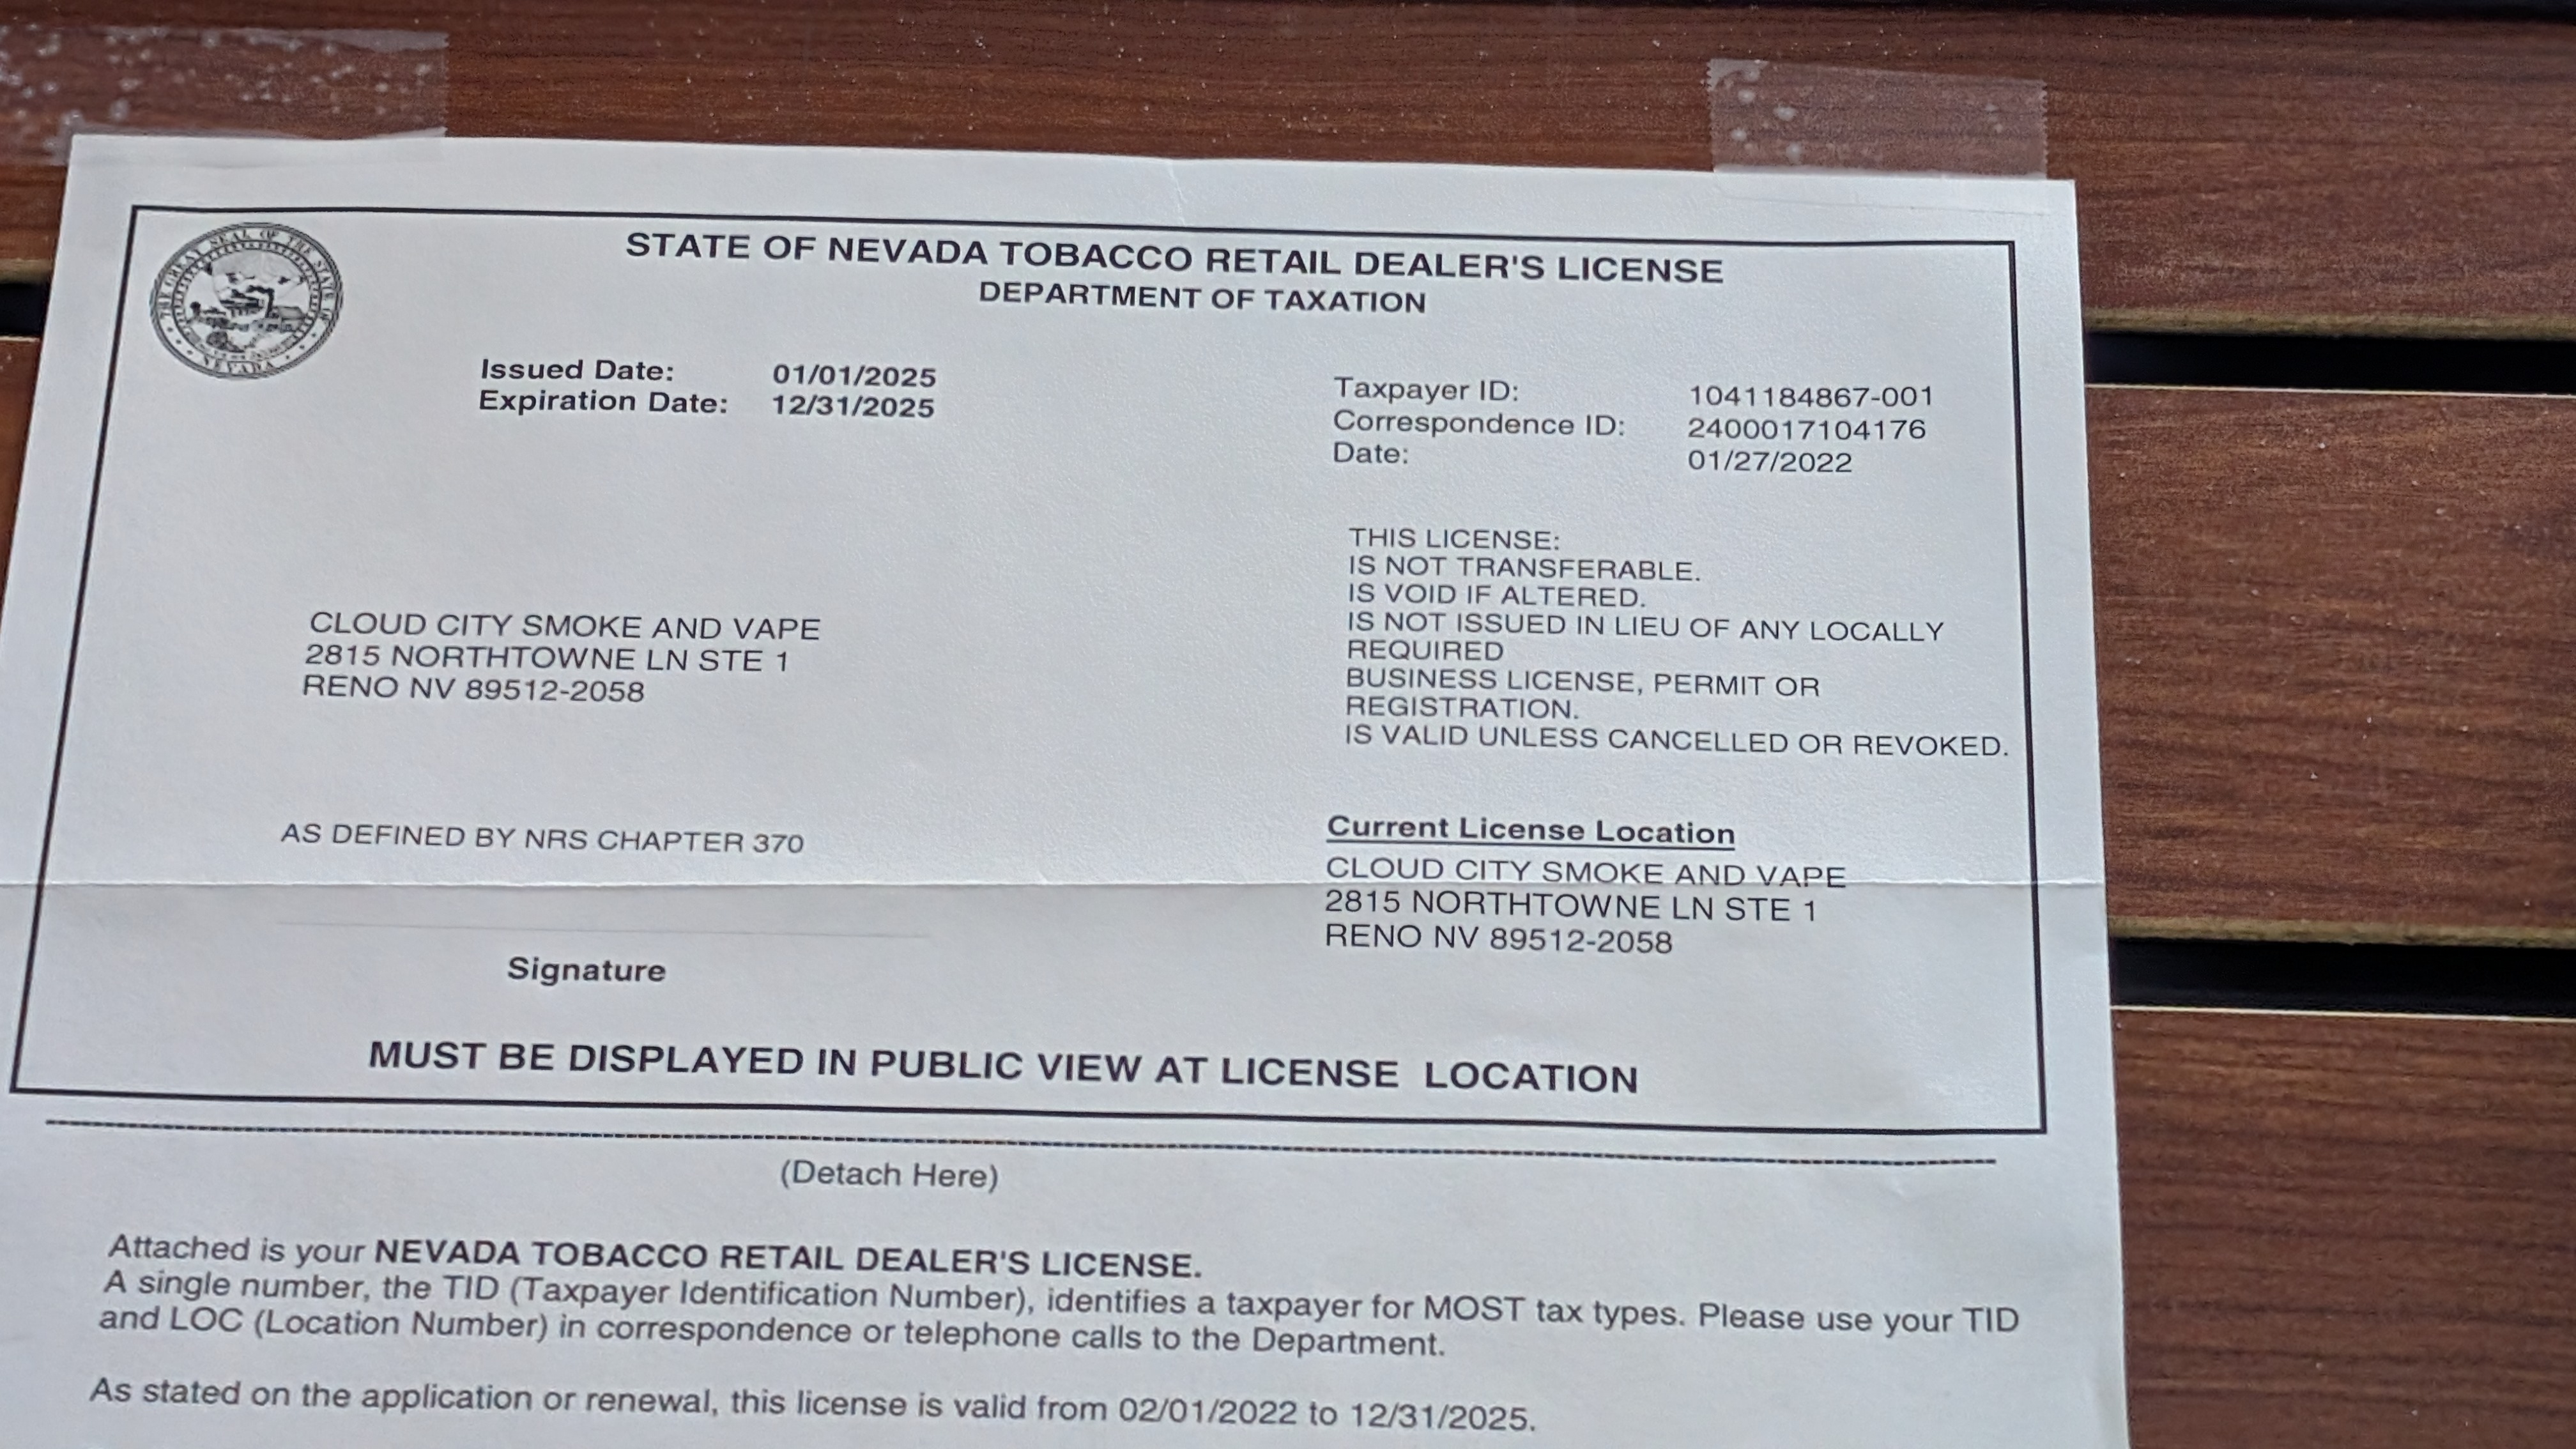 THE GREAT SEAL OF THE STATE OF NEVADA
STATE OF NEVADA TOBACCO RETAIL DEALER'S LICENSE
DEPARTMENT OF TAXATION
Issued Date: 01/01/2025
Expiration Date: 12/31/2025
Taxpayer ID: 1041184867-001
Correspondence ID: 2400017104176
Date: 01/27/2022
THIS LICENSE:
IS NOT TRANSFERABLE.
IS VOID IF ALTERED.
IS NOT ISSUED IN LIEU OF ANY LOCALLY
REQUIRED
BUSINESS LICENSE, PERMIT OR
REGISTRATION.
IS VALID UNLESS CANCELLED OR REVOKED.
CLOUD CITY SMOKE AND VAPE
2815 NORTHTOWNE LN STE 1
RENO NV 89512-2058
AS DEFINED BY NRS CHAPTER 370
Signature
Current License Location
CLOUD CITY SMOKE AND VAPE
2815 NORTHTOWNE LN STE 1
RENO NV 89512-2058
MUST BE DISPLAYED IN PUBLIC VIEW AT LICENSE LOCATION
(Detach Here)
Attached is your NEVADA TOBACCO RETAIL DEALER'S LICENSE.
A single number, the TID (Taxpayer Identification Number), identifies a taxpayer for MOST tax types. Please use your TID
and LOC (Location Number) in correspondence or telephone calls to the Department.
As stated on the application or renewal, this license is valid from 02/01/2022 to 12/31/2025.